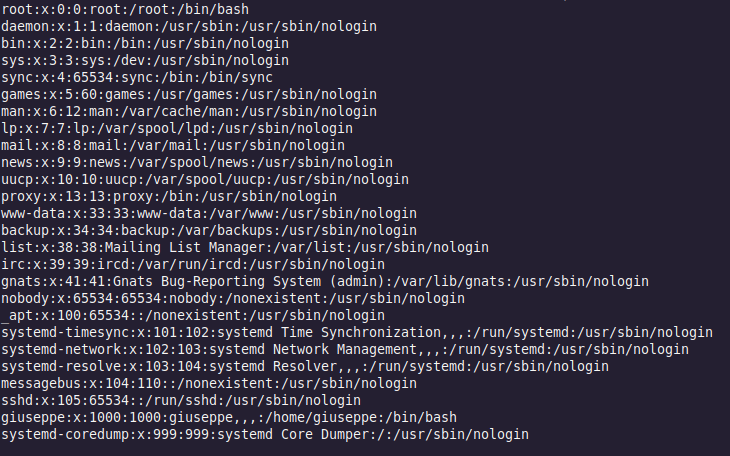 root:x:0:0:root:/root:/bin/bash
daemon:x:1:1:daemon:/usr/sbin:/usr/sbin/nologin
bin:x:2:2:bin:/bin:/usr/sbin/nologin
sys:x:3:3:sys:/dev:/usr/sbin/nologin
sync:x:4:65534:sync:/bin:/bin/sync
games:x:5:60:games:/usr/games:/usr/sbin/nologin
man:x:6:12:man:/var/cache/man:/usr/sbin/nologin
lp:x:7:7:lp:/var/spool/lpd:/usr/sbin/nologin
mail:x:8:8:mail:/var/mail:/usr/sbin/nologin
news:x:9:9:news:/var/spool/news:/usr/sbin/nologin
uucp:x:10:10:uucp:/var/spool/uucp:/usr/sbin/nologin
proxy:x:13:13:proxy:/bin:/usr/sbin/nologin
www-data:x:33:33:www-data:/var/www:/usr/sbin/nologin
backup:x:34:34:backup:/var/backups:/usr/sbin/nologin
list:x:38:38:Mailing List Manager:/var/list:/usr/sbin/nologin
irc:x:39:39:ircd:/var/run/ircd:/usr/sbin/nologin
gnats:x:41:41:Gnats Bug-Reporting System (admin):/var/lib/gnats:/usr/sbin/nologin
nobody:x:65534:65534:nobody:/nonexistent:/usr/sbin/nologin
_apt:x:100:65534::/nonexistent:/usr/sbin/nologin
systemd-timesync:x:101:102:systemd Time Synchronization,,,:/run/systemd:/usr/sbin/nologin
systemd-network:x:102:103:systemd Network Management,,,:/run/systemd:/usr/sbin/nologin
systemd-resolve:x:103:104:systemd Resolver,,,:/run/systemd:/usr/sbin/nologin
messagebus:x:104:110::/nonexistent:/usr/sbin/nologin
sshd:x:105:65534::/run/sshd:/usr/sbin/nologin
giuseppe:x:1000:1000:giuseppe,,,:/home/giuseppe:/bin/bash
systemd-coredump:x:999:999:systemd Core Dumper:/:/usr/sbin/nologin